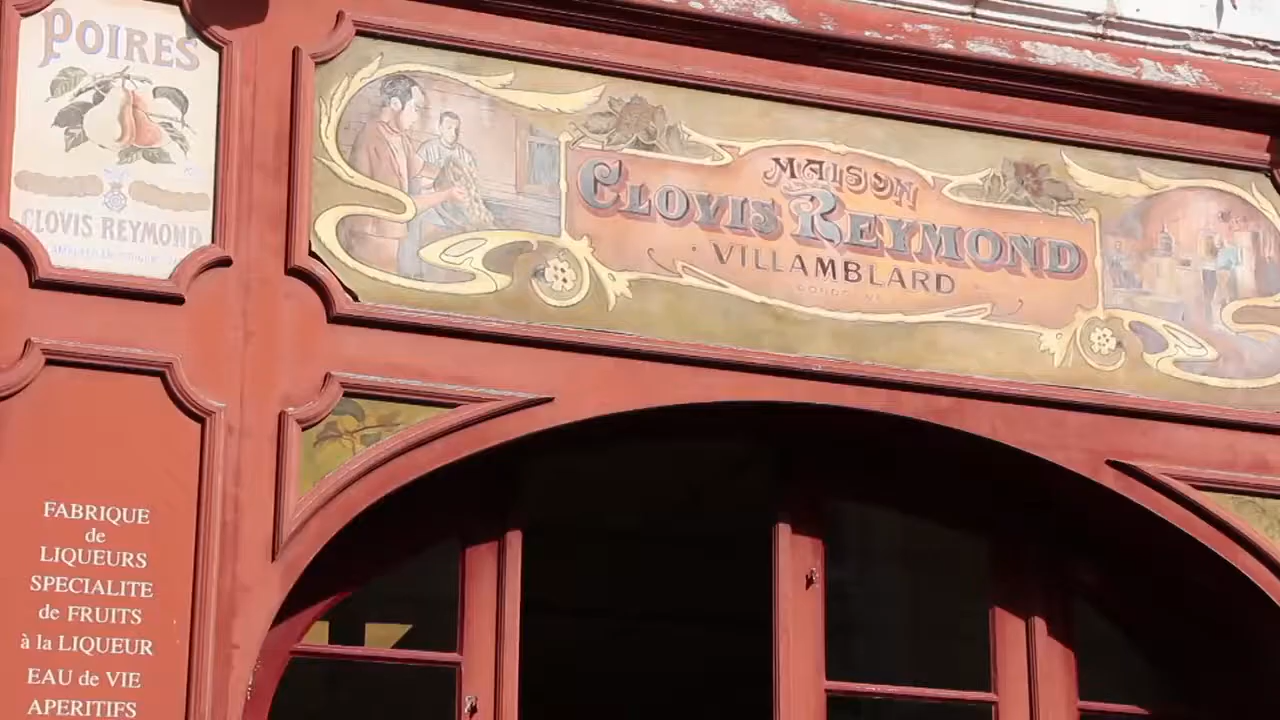 POIRES
CLOVIS REYMOND
MAISON
CLOVIS REYMOND
VILLAMBLARD
FABRIQUE
de
LIQUEURS
SPECIALITE
de FRUITS
à la LIQUEUR
EAU de VIE
APERITIFS